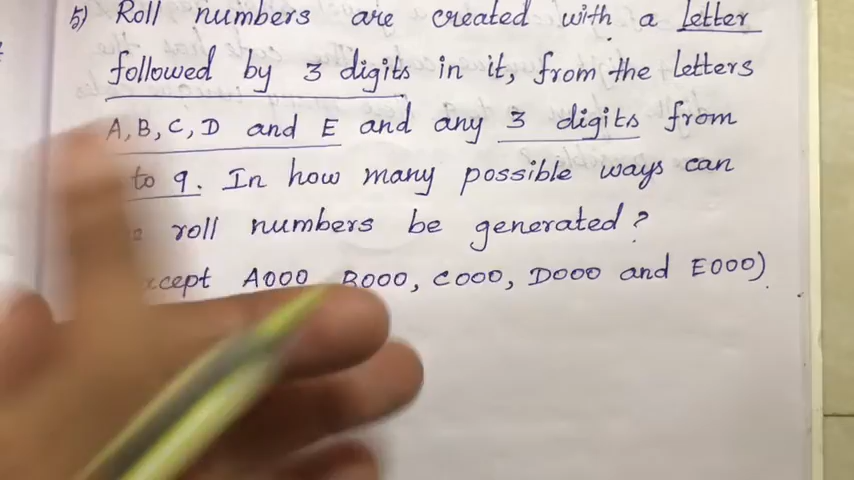 5) Roll numbers are created with a letter
followed by 3 digits in it, from the letters
A, B, C, D and E and any 3 digits from
to 9. In how many possible ways can
roll numbers be generated?
A000, B000, C000, D000 and E000)